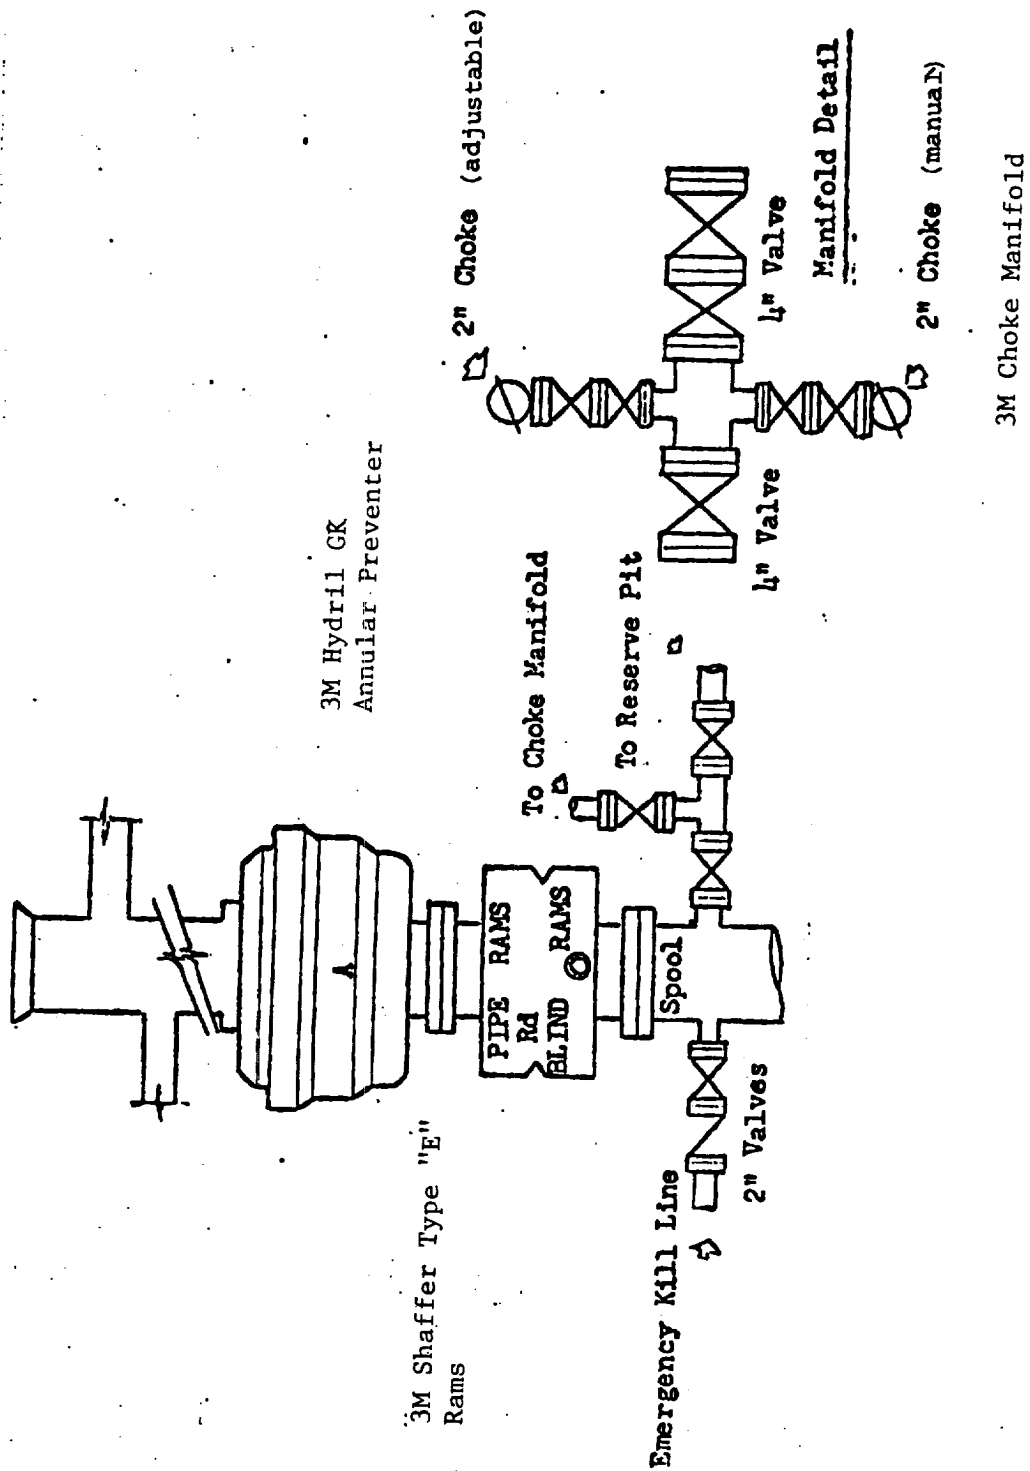 3M Hydril GK
Annular Preventer
3M Shaffer Type "E"
Rams
PIPE RAMS
Rd
BLIND RAMS
Spool
To Choke Manifold
To Reserve Pit
Emergency Kill Line
2" Valves
2" Choke (adjustable)
4" Valve
4" Valve
Manifold Detail
2" Choke (manual)
3M Choke Manifold